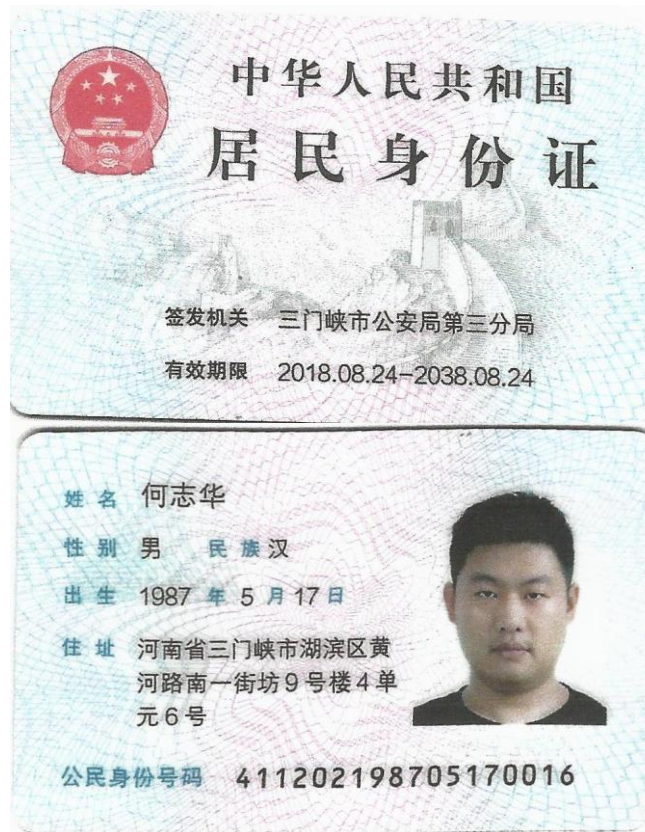 中华人民共和国
居民身份证
签发机关 三门峡市公安局第三分局
有效期限 2018.08.24-2038.08.24
姓名 何志华
性别 男 民族 汉
出生 1987 年 5 月 17 日
住址 河南省三门峡市湖滨区黄
河路南一街坊9号楼4单
元6号
公民身份号码 411202198705170016